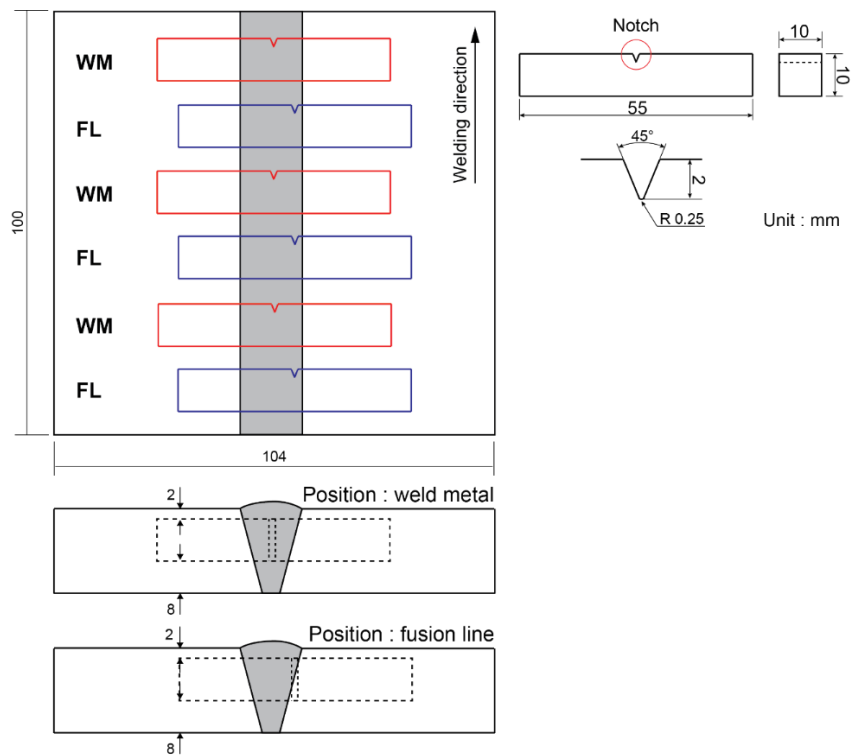 WM
FL
WM
FL
WM
FL
Welding direction
100
104
Notch
10
10
55
45°
2
R 0.25
Unit : mm
2
Position : weld metal
8
2
Position : fusion line
8